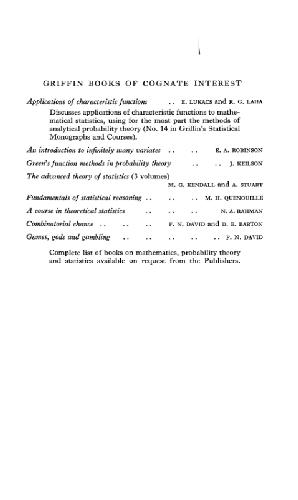 GRIFFIN BOOKS OF COGNATE INTEREST
Applications of characteristic functions .. E. LUKACS and R. G. LAHA
Discusses applications of characteristic functions to mathe-
matical statistics, using for the most part the methods of
analytical probability theory (No. 14 in Griffin's Statistical
Monographs and Courses).
An introduction to infinitely many variates .. .. E. A. ROBINSON
Green's function methods in probability theory .. .. J. KEILSON
The advanced theory of statistics (3 volumes)
M. G. KENDALL and A. STUART
Fundamentals of statistical reasoning .. .. .. M. H. QUENOUILLE
A course in theoretical statistics .. .. .. N. A. RAHMAN
Combinatorial chance .. .. .. F. N. DAVID and D. E. BARTON
Games, gods and gambling .. .. .. .. .. F. N. DAVID
Complete list of books on mathematics, probability theory
and statistics available on request from the Publishers.